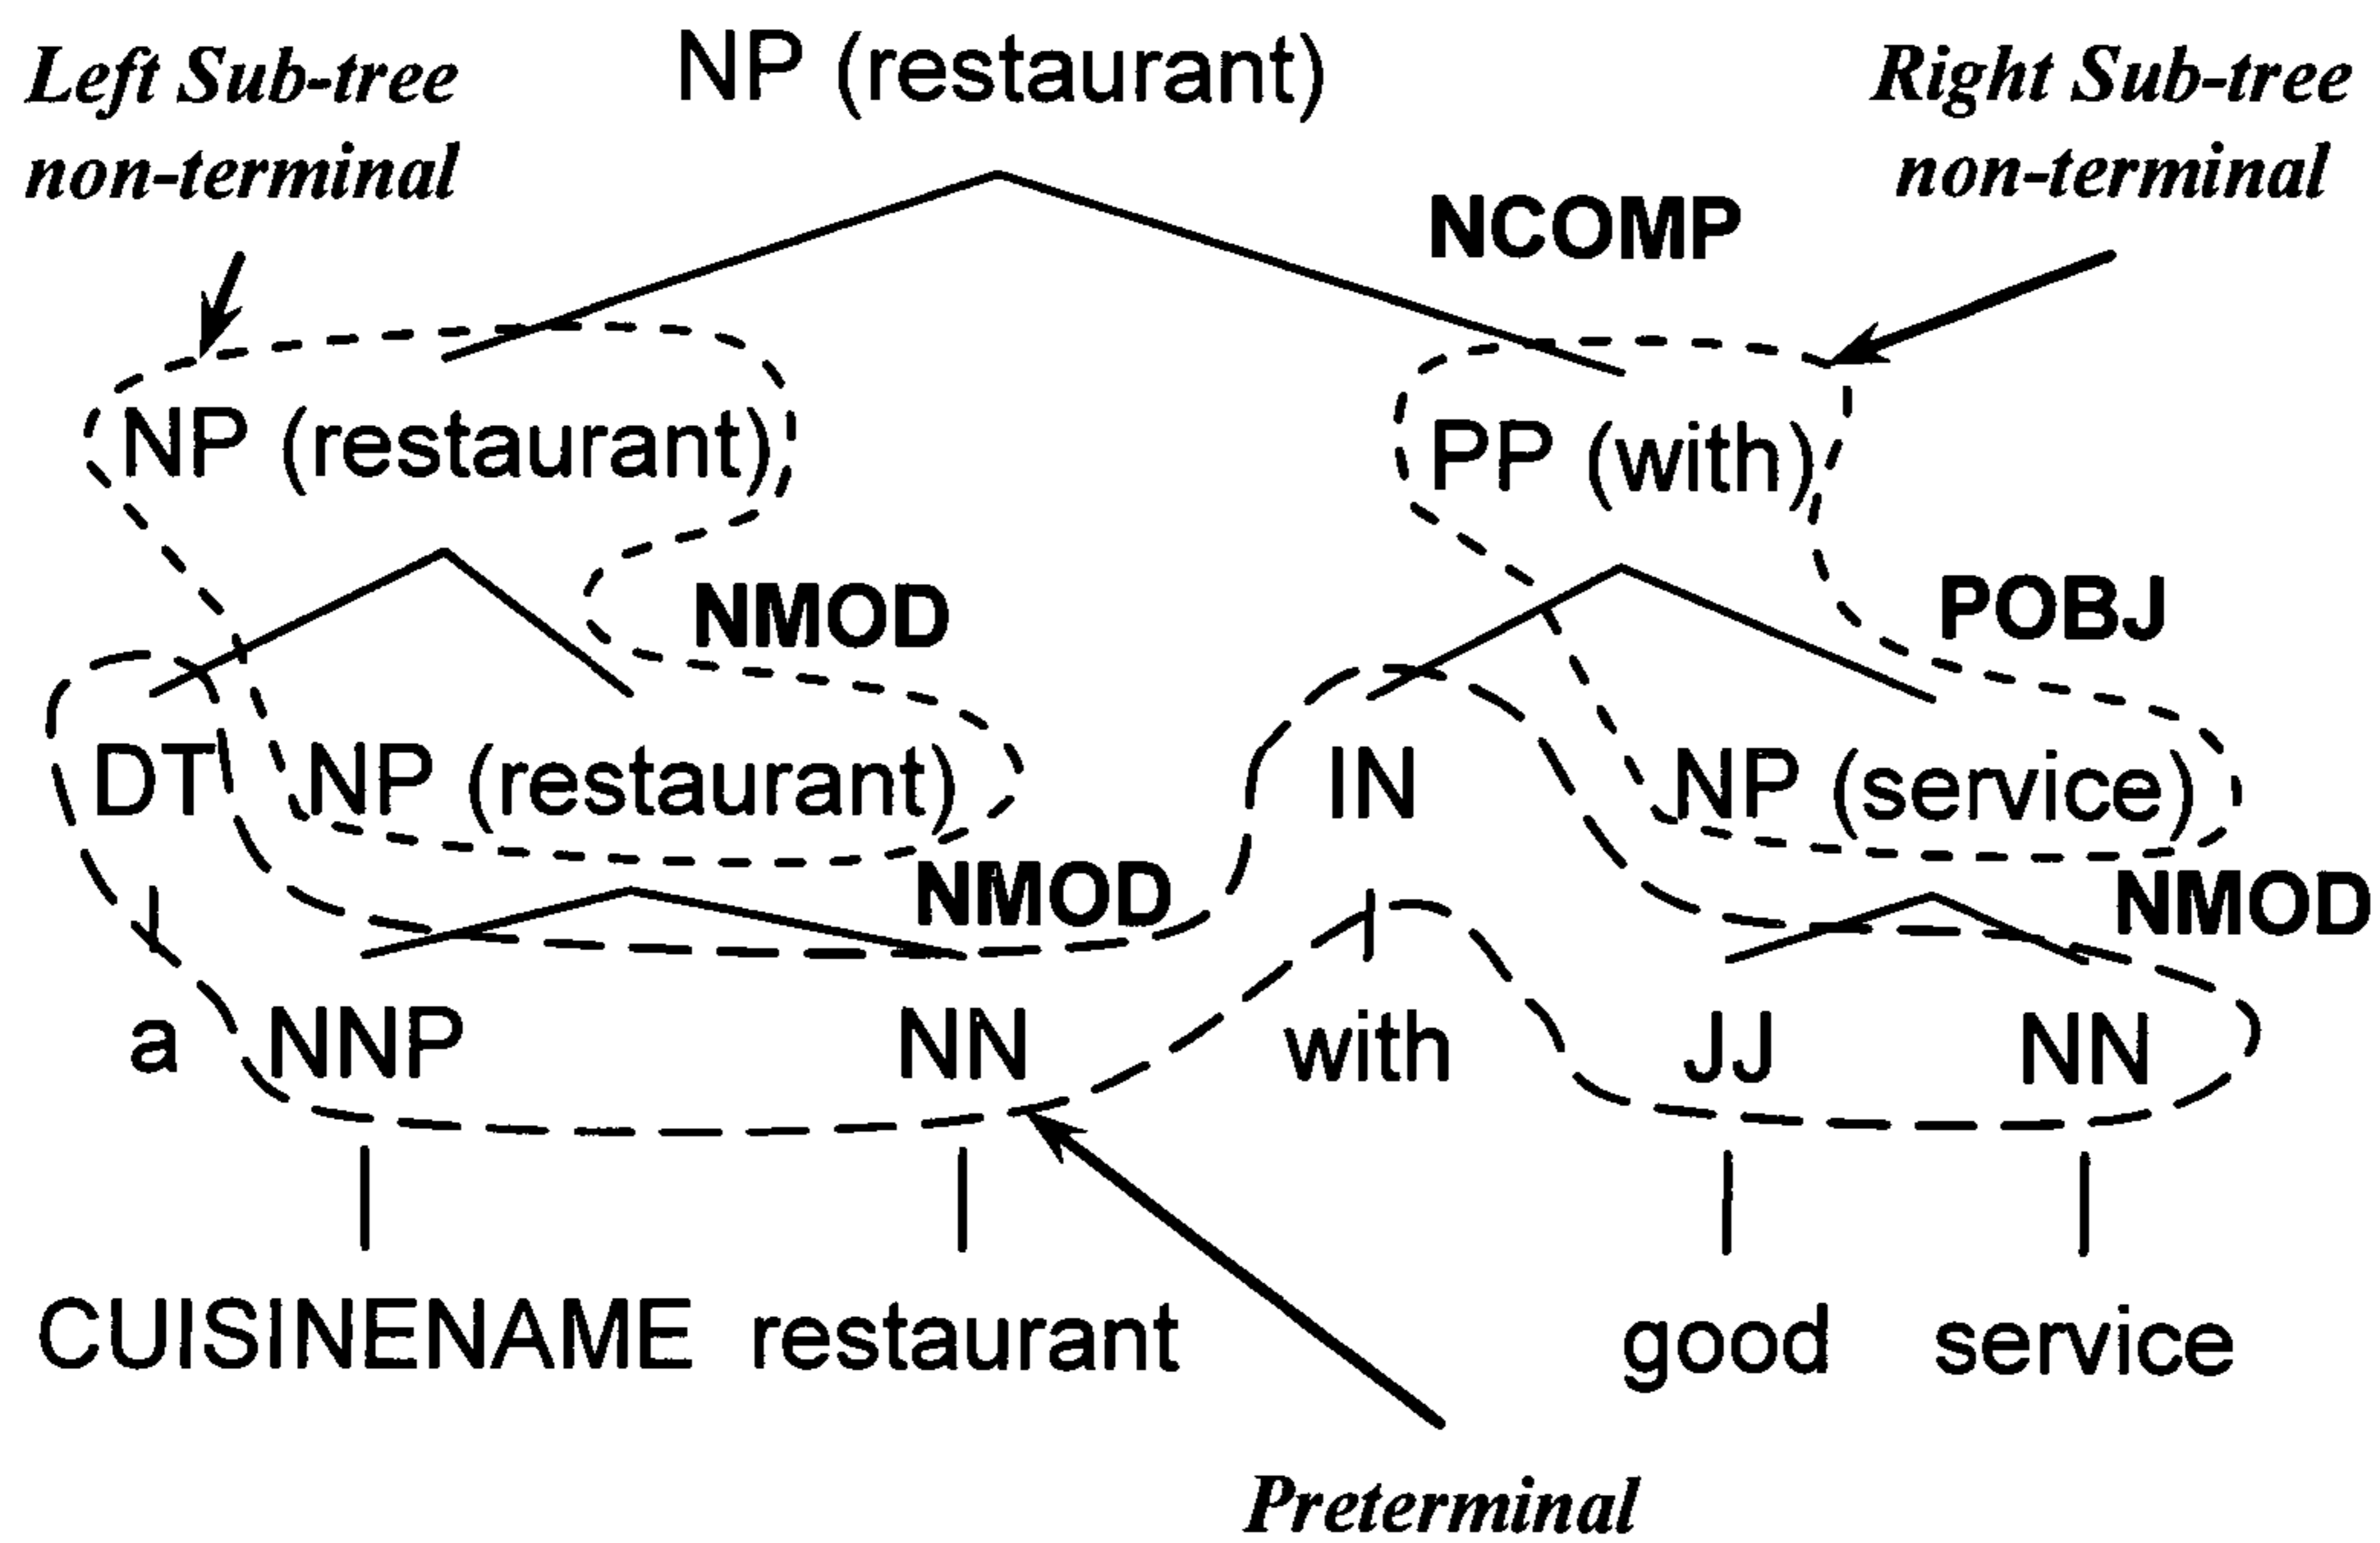 Left Sub-tree
non-terminal
NP (restaurant)
Right Sub-tree
non-terminal
NCOMP
NP (restaurant)
PP (with)
NMOD
POBJ
DT
NP (restaurant)
IN
NP (service)
NMOD
NMOD
a
NNP
NN
with
JJ
NN
CUISINENAME
restaurant
good
service
Preterminal